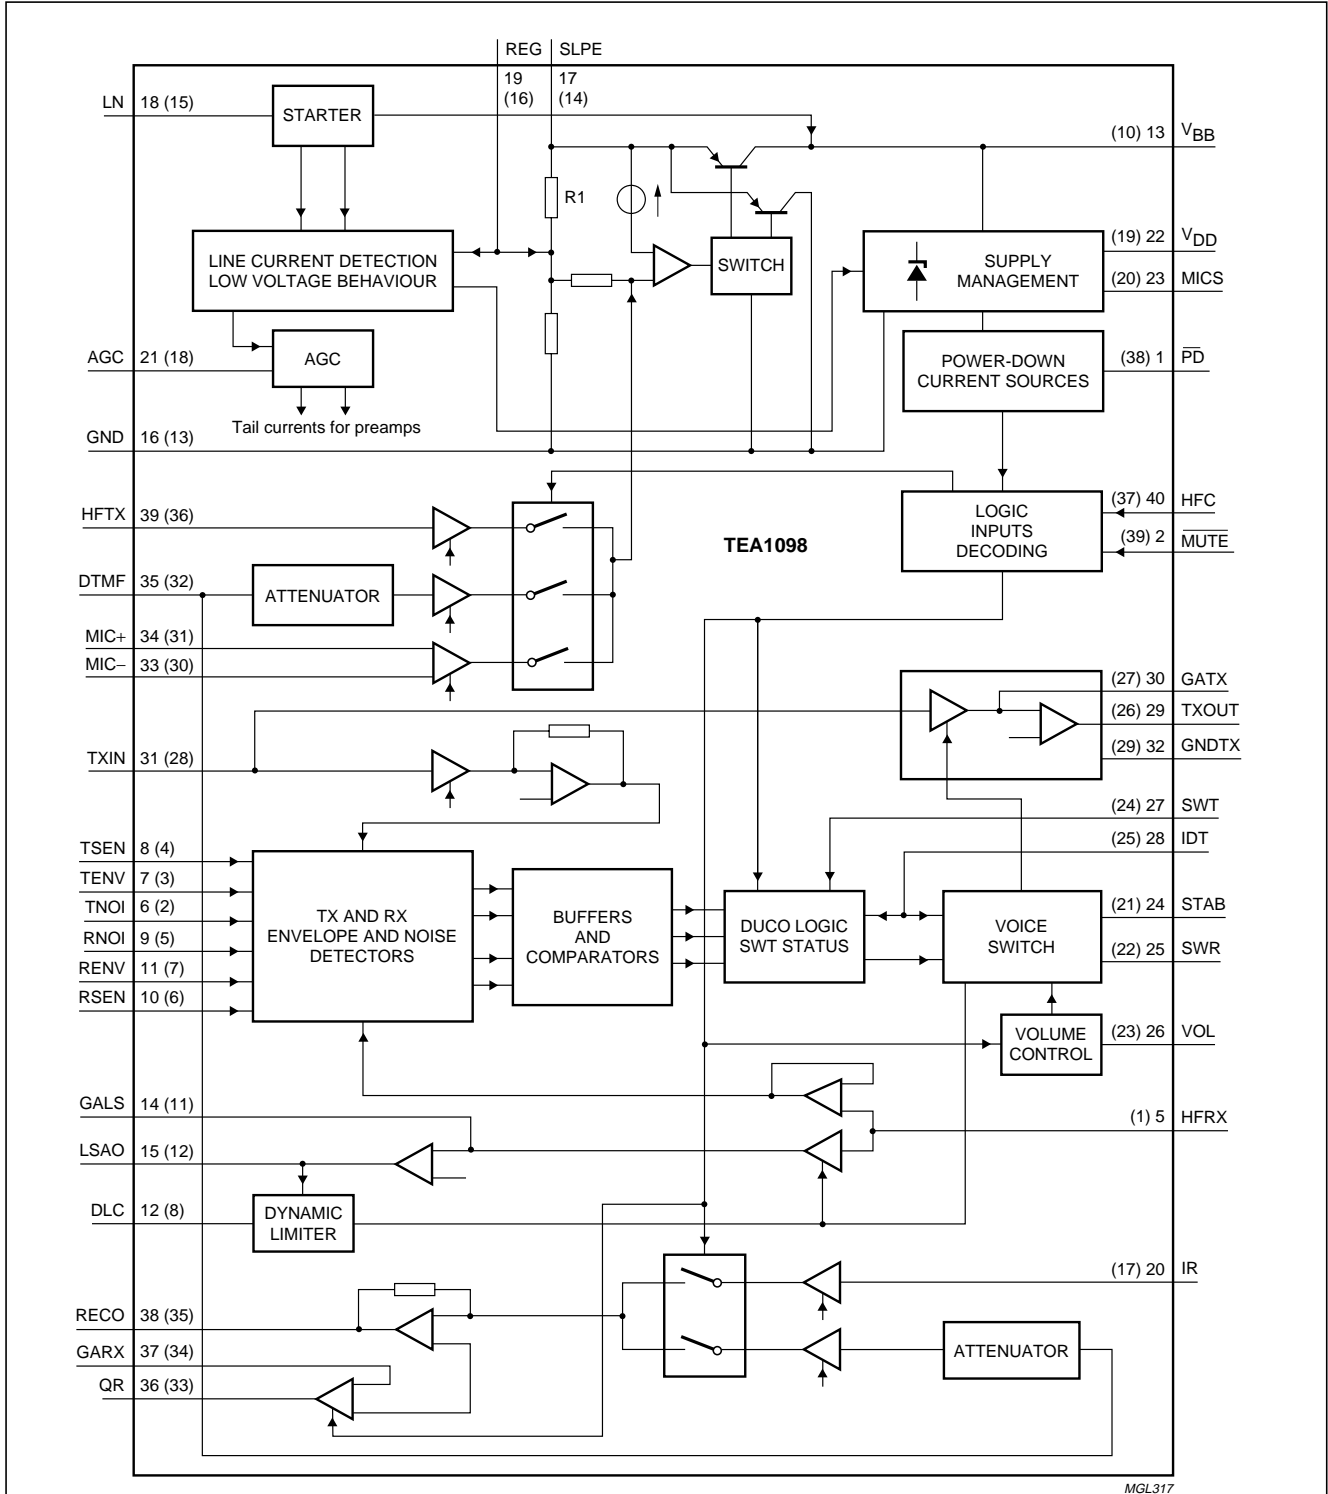 REG SLPE
19 17
(16) (14)
LN 18 (15)
STARTER
(10) 13 VBB
R1
LINE CURRENT DETECTION
LOW VOLTAGE BEHAVIOUR
SWITCH
SUPPLY
MANAGEMENT
(19) 22 VDD
(20) 23 MICS
AGC 21 (18)
AGC
POWER-DOWN
CURRENT SOURCES
(38) 1 PD
Tail currents for preamps
GND 16 (13)
HFTX 39 (36)
TEA1098
LOGIC
INPUTS
DECODING
(37) 40 HFC
(39) 2 MUTE
DTMF 35 (32)
ATTENUATOR
MIC+ 34 (31)
MIC− 33 (30)
(27) 30 GATX
(26) 29 TXOUT
(29) 32 GNDTX
TXIN 31 (28)
(24) 27 SWT
(25) 28 IDT
TSEN 8 (4)
TENV 7 (3)
TNOI 6 (2)
RNOI 9 (5)
RENV 11 (7)
RSEN 10 (6)
TX AND RX
ENVELOPE AND NOISE
DETECTORS
BUFFERS
AND
COMPARATORS
DUCO LOGIC
SWT STATUS
VOICE
SWITCH
(21) 24 STAB
(22) 25 SWR
VOLUME
CONTROL
(23) 26 VOL
GALS 14 (11)
(1) 5 HFRX
LSAO 15 (12)
DLC 12 (8)
DYNAMIC
LIMITER
(17) 20 IR
RECO 38 (35)
GARX 37 (34)
QR 36 (33)
ATTENUATOR
MGL317